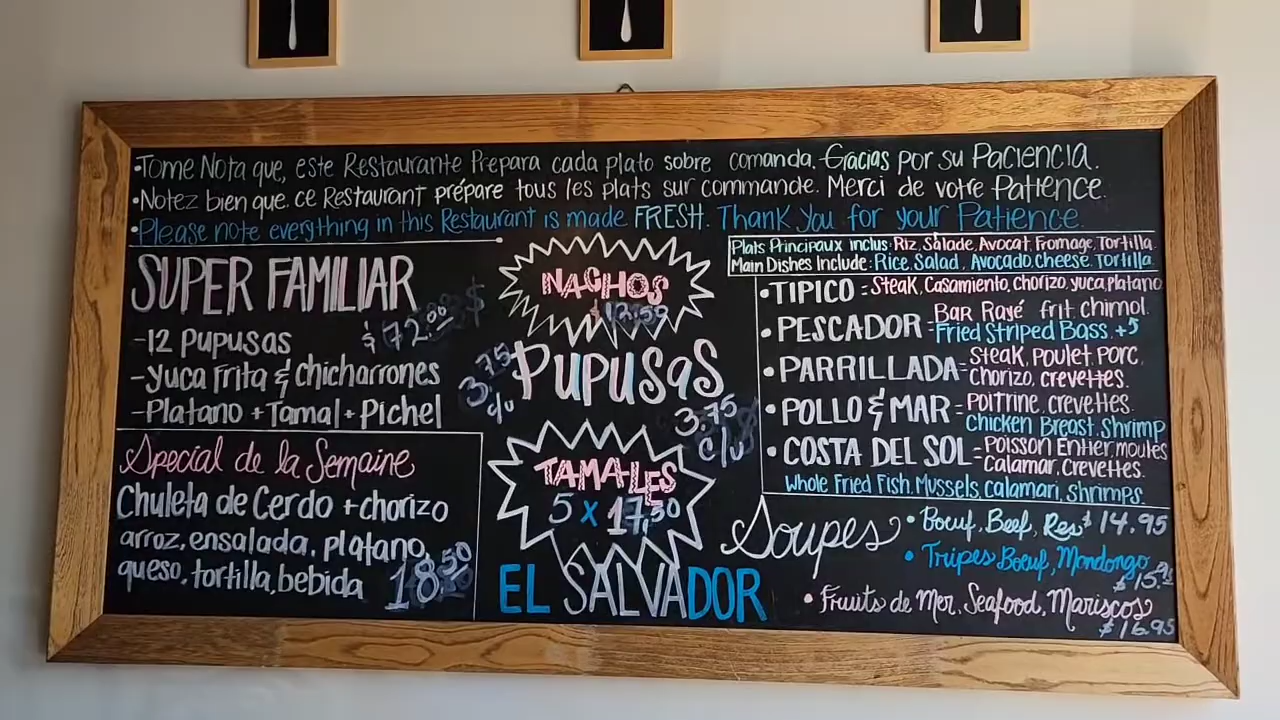 •Tome Nota que, este Restaurante Prepara cada plato sobre comanda. Gracias por su Paciencia.
•Notez bien que ce Restaurant prépare tous les plats sur commande. Merci de votre Patience.
•Please note everything in this Restaurant is made FRESH. Thank You for your Patience.
SUPER FAMILIAR
-12 Pupusas $72.00
-Yuca Frita & chicharrones
-Platano + Tamal + Pichel
Special de la Semaine
Chuleta de Cerdo + chorizo
arroz, ensalada, platano,
queso, tortilla, bebida 18.50
NACHOS
$12.50
3.75 c/u
PUPUSAS
3.75 c/u
TAMALES
5 x 17.50
EL SALVADOR
Plats Principaux inclus: Riz, Salade, Avocat, Fromage, Tortilla.
Main Dishes Include: Rice, Salad, Avocado, Cheese, Tortilla.
•TIPICO = Steak, Casamiento, chorizo, yuca, platano
•PESCADOR = Bar Rayé frit chimol.
Fried Striped Bass +5
•PARRILLADA = Steak, Poulet, Porc,
Chorizo, crevettes.
•POLLO & MAR = Poitrine, crevettes.
Chicken Breast, Shrimp
•COSTA DEL SOL = Poisson Entier, moules
Calamar, Crevettes.
Whole Fried Fish, Mussels, Calamari, Shrimps.
Soupes
•Boeuf, Beef, Res $14.95
•Tripes Boeuf, Mondongo
•Fruits de Mer, Seafood, Mariscos
$16.95